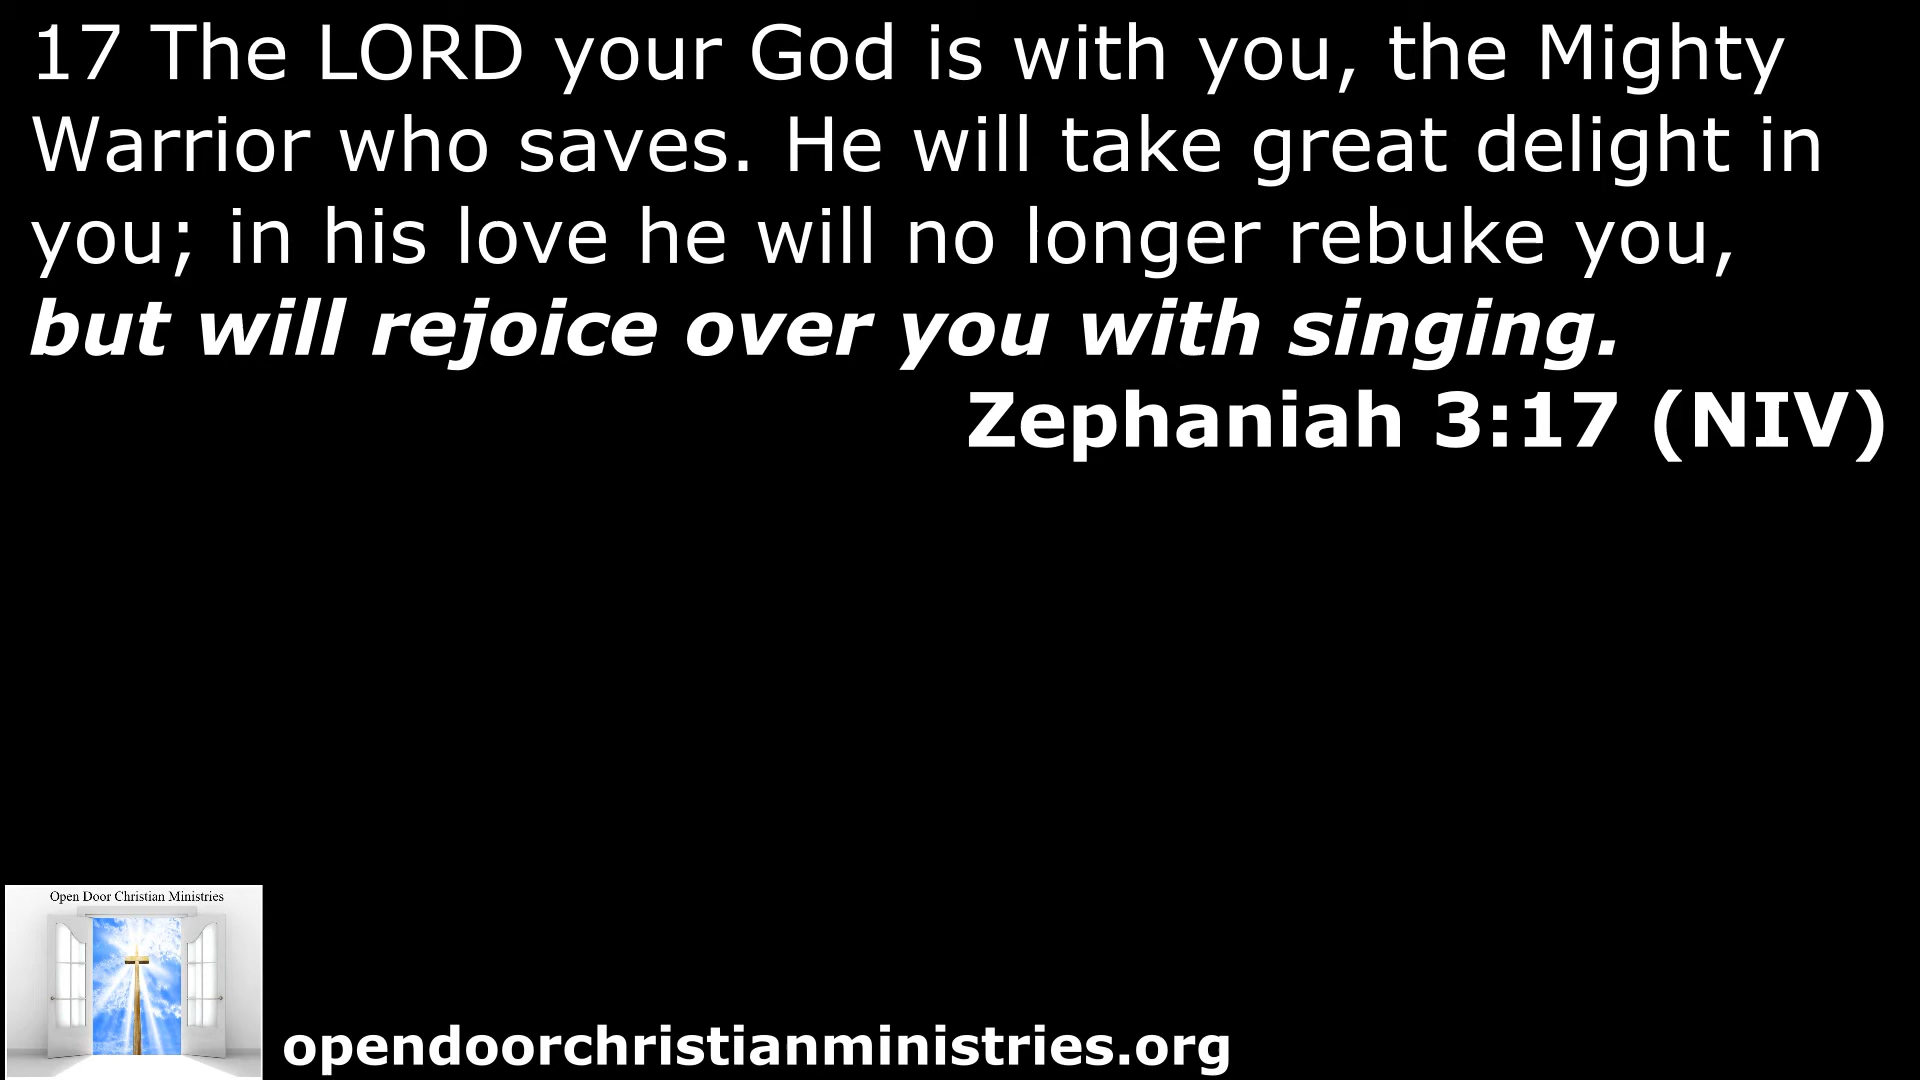 17 The LORD your God is with you, the Mighty
Warrior who saves. He will take great delight in
you; in his love he will no longer rebuke you,
but will rejoice over you with singing.
Zephaniah 3:17 (NIV)
Open Door Christian Ministries
opendoorchristianministries.org